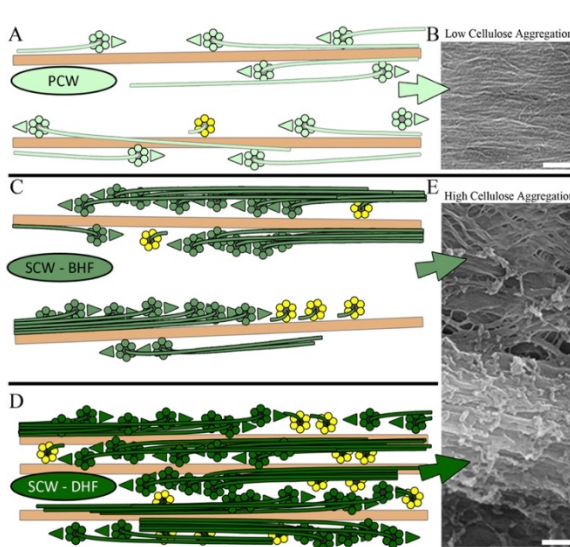 A
B
Low Cellulose Aggregation
PCW
C
E
High Cellulose Aggregation
SCW - BHF
D
SCW - DHF